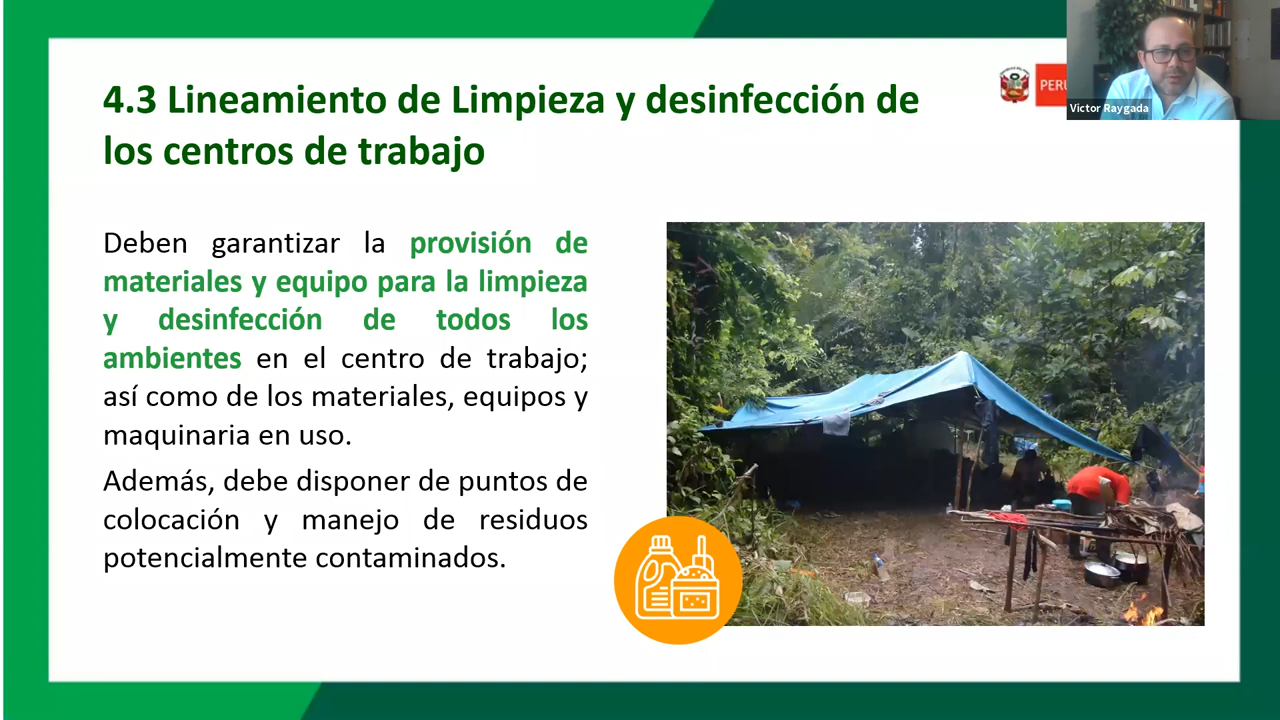 4.3 Lineamiento de Limpieza y desinfección de
los centros de trabajo
PERÚ
Victor Raygada
Deben garantizar la provisión de
materiales y equipo para la limpieza
y desinfección de todos los
ambientes en el centro de trabajo;
así como de los materiales, equipos y
maquinaria en uso.
Además, debe disponer de puntos de
colocación y manejo de residuos
potencialmente contaminados.